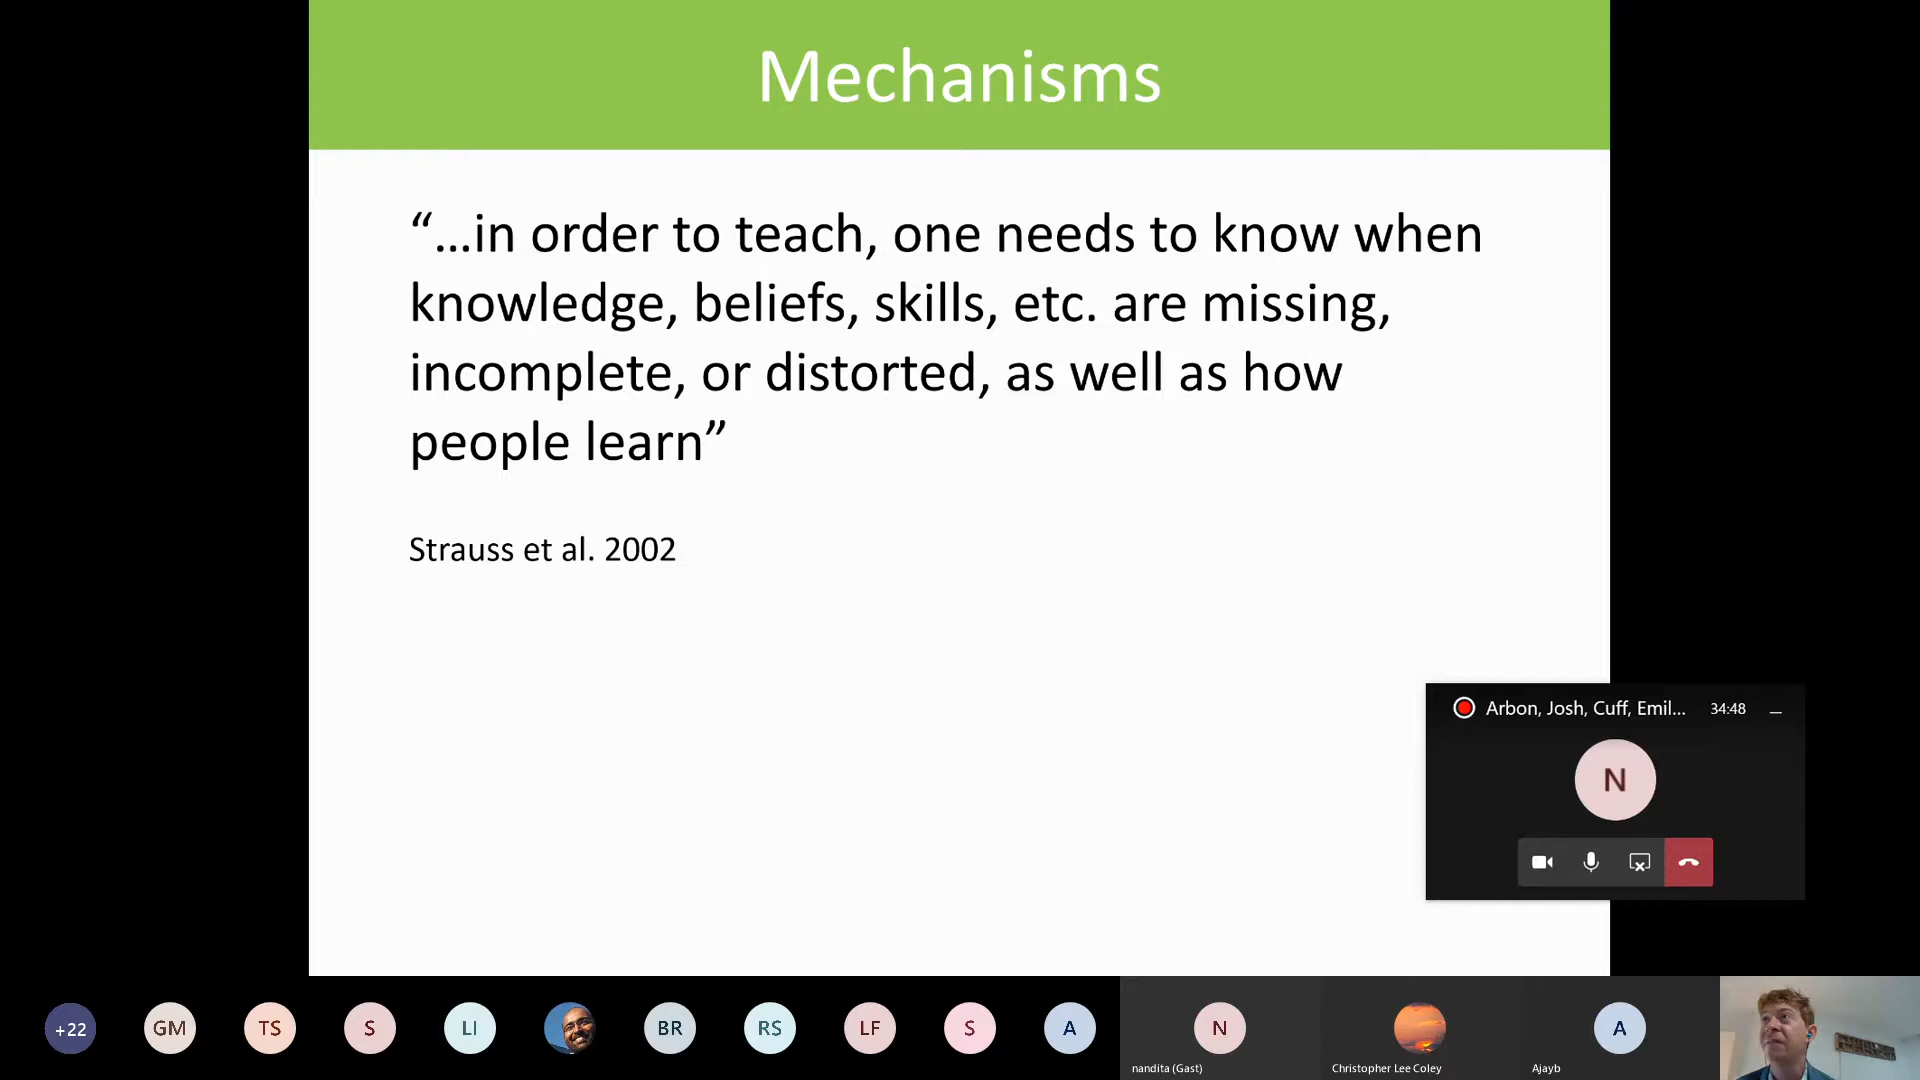 Mechanisms
“...in order to teach, one needs to know when
knowledge, beliefs, skills, etc. are missing,
incomplete, or distorted, as well as how
people learn”
Strauss et al. 2002
Arbon, Josh, Cuff, Emil... 34:48
N
+22 GM TS S LI BR RS LF S A N A
nandita (Gast) Christopher Lee Coley Ajayb